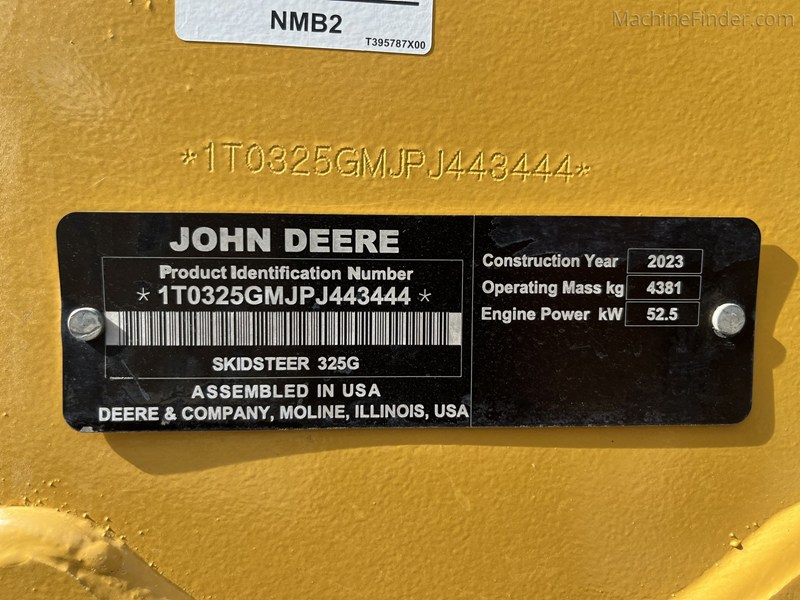 MachineFinder.com
NMB2
T395787X00
*1T0325GMJPJ443444*
JOHN DEERE
Product Identification Number
* 1T0325GMJPJ443444 *
SKIDSTEER 325G
ASSEMBLED IN USA
DEERE & COMPANY, MOLINE, ILLINOIS, USA
Construction Year 2023
Operating Mass kg 4381
Engine Power kW 52.5